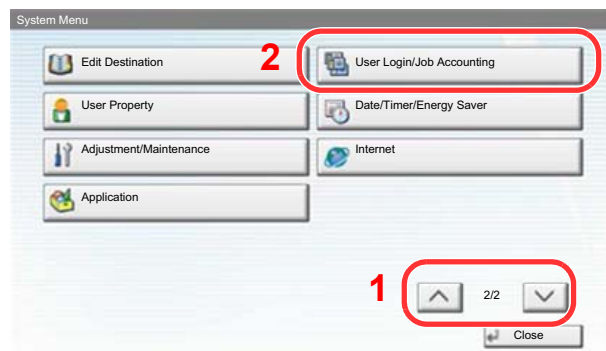 System Menu
Edit Destination
2
User Login/Job Accounting
User Property
Date/Timer/Energy Saver
Adjustment/Maintenance
Internet
Application
1
2/2
Close